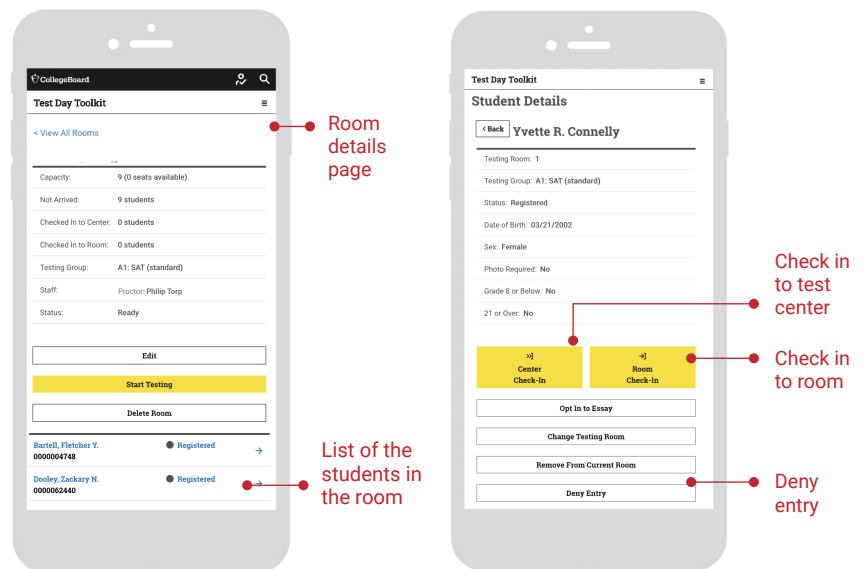 CollegeBoard
Test Day Toolkit
< View All Rooms
Capacity: 9 (0 seats available)
Not Arrived: 9 students
Checked In to Center: 0 students
Checked In to Room: 0 students
Testing Group: A1: SAT (standard)
Staff: Proctor: Philip Torp
Status: Ready
Edit
Start Testing
Delete Room
Bartell, Fletcher Y. Registered
0000004748
Dooley, Zackary N. Registered
0000062440
Room
details
page
List of the
students in
the room
Test Day Toolkit
Student Details
< Back Yvette R. Connelly
Testing Room: 1
Testing Group: A1: SAT (standard)
Status: Registered
Date of Birth: 03/21/2002
Sex: Female
Photo Required: No
Grade 8 or Below: No
21 or Over: No
Center Room
Check-In Check-In
Opt In to Essay
Change Testing Room
Remove From Current Room
Deny Entry
Check in
to test
center
Check in
to room
Deny
entry